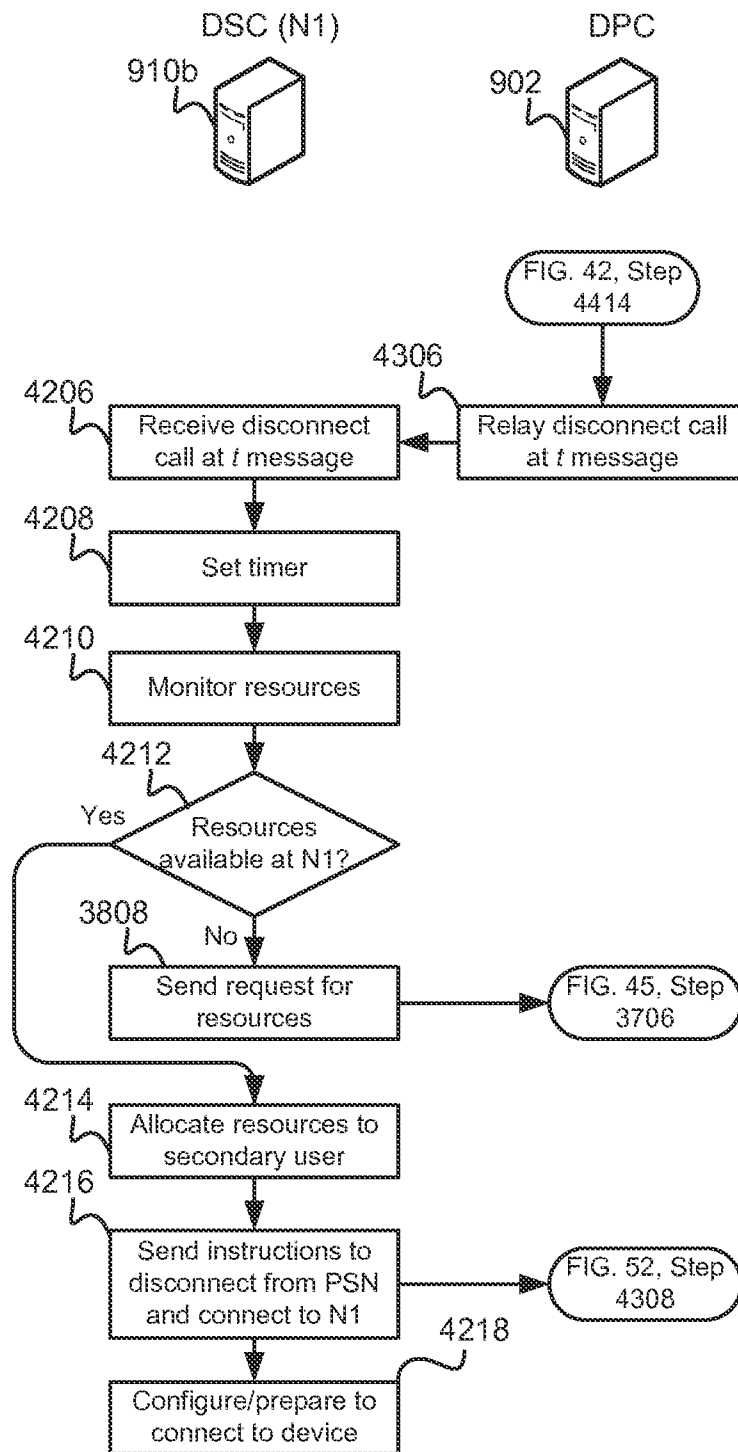 DSC (N1)
DPC
910b
902
FIG. 42, Step
4414
4306
4206
Receive disconnect
call at t message
Relay disconnect call
at t message
4208
Set timer
4210
Monitor resources
4212
Yes
Resources
available at N1?
3808
No
Send request for
resources
FIG. 45, Step
3706
4214
Allocate resources to
secondary user
4216
Send instructions to
disconnect from PSN
and connect to N1
FIG. 52, Step
4308
4218
Configure/prepare to
connect to device